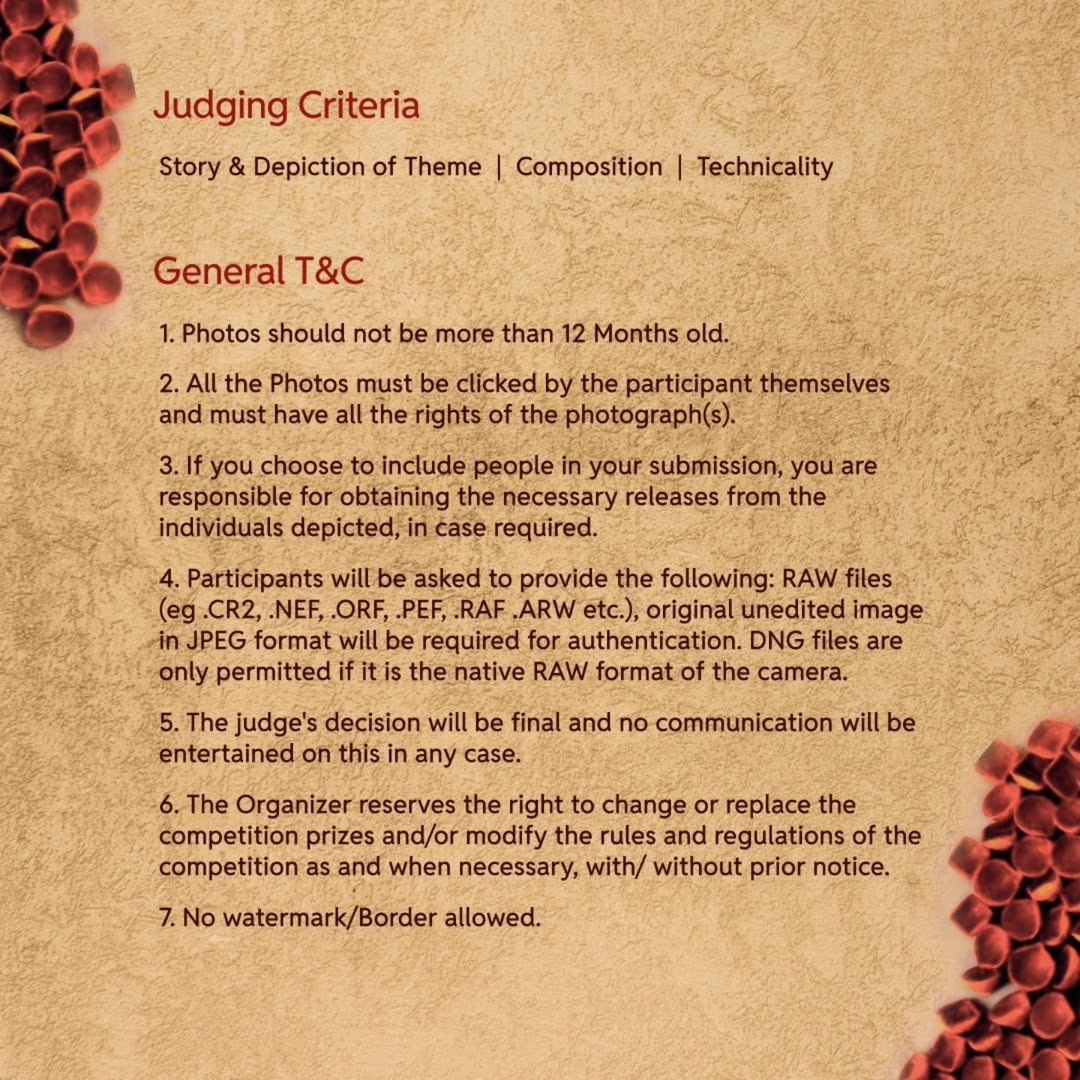 Judging Criteria
Story & Depiction of Theme | Composition | Technicality
General T&C
1. Photos should not be more than 12 Months old.
2. All the Photos must be clicked by the participant themselves
and must have all the rights of the photograph(s).
3. If you choose to include people in your submission, you are
responsible for obtaining the necessary releases from the
individuals depicted, in case required.
4. Participants will be asked to provide the following: RAW files
(eg .CR2, .NEF, .ORF, .PEF, .RAF .ARW etc.), original unedited image
in JPEG format will be required for authentication. DNG files are
only permitted if it is the native RAW format of the camera.
5. The judge's decision will be final and no communication will be
entertained on this in any case.
6. The Organizer reserves the right to change or replace the
competition prizes and/or modify the rules and regulations of the
competition as and when necessary, with/ without prior notice.
7. No watermark/Border allowed.